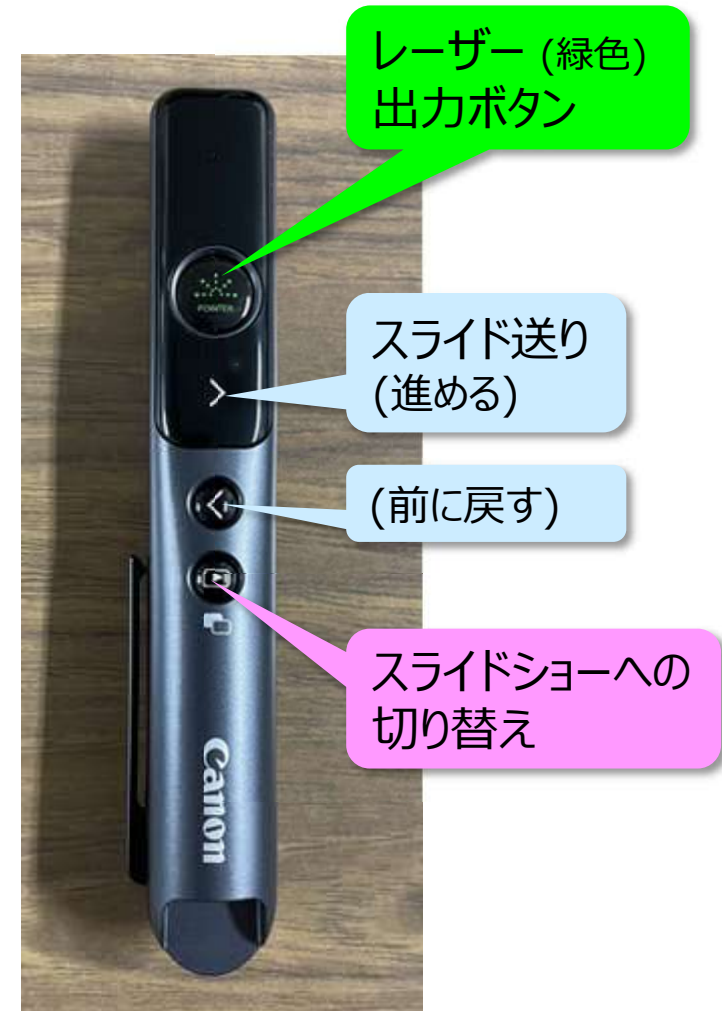 レーザー (緑色)
出力ボタン
POINTER
スライド送り
(進める)
(前に戻す)
スライドショーへの
切り替え
Canon